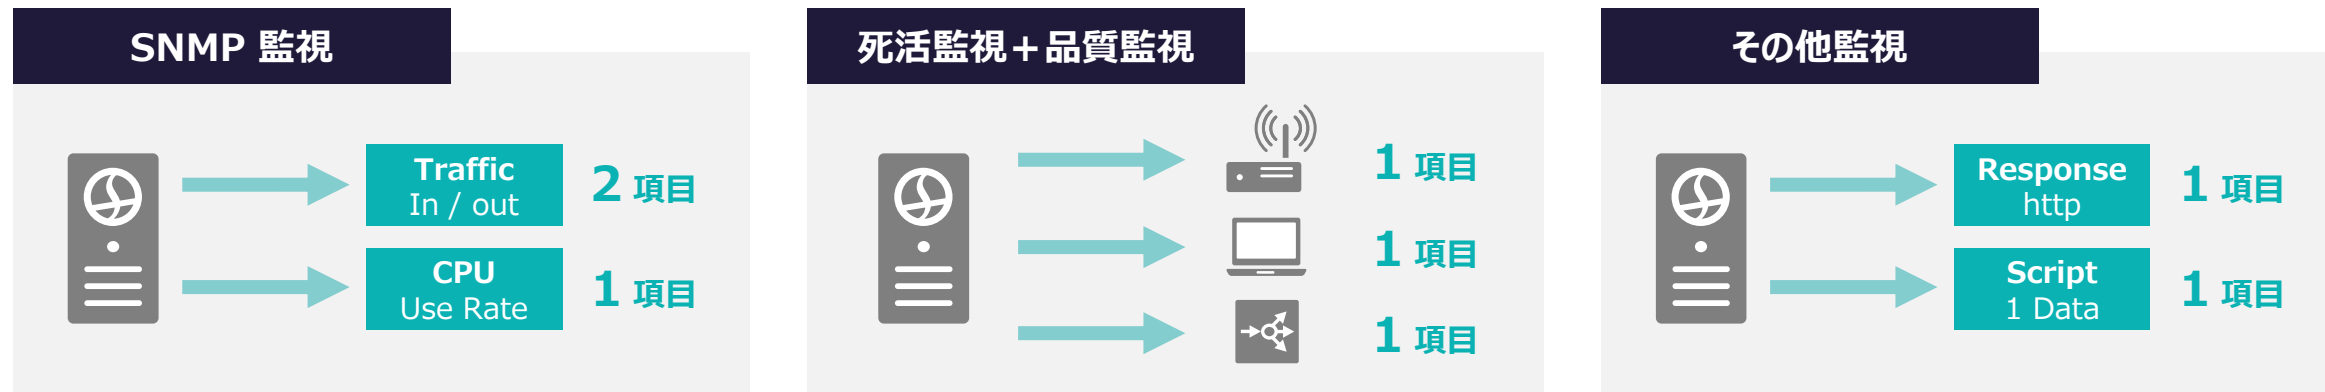 SNMP 監視
Traffic
In / out
2 項目
CPU
Use Rate
1 項目
死活監視＋品質監視
1 項目
1 項目
1 項目
その他監視
Response
http
1 項目
Script
1 Data
1 項目